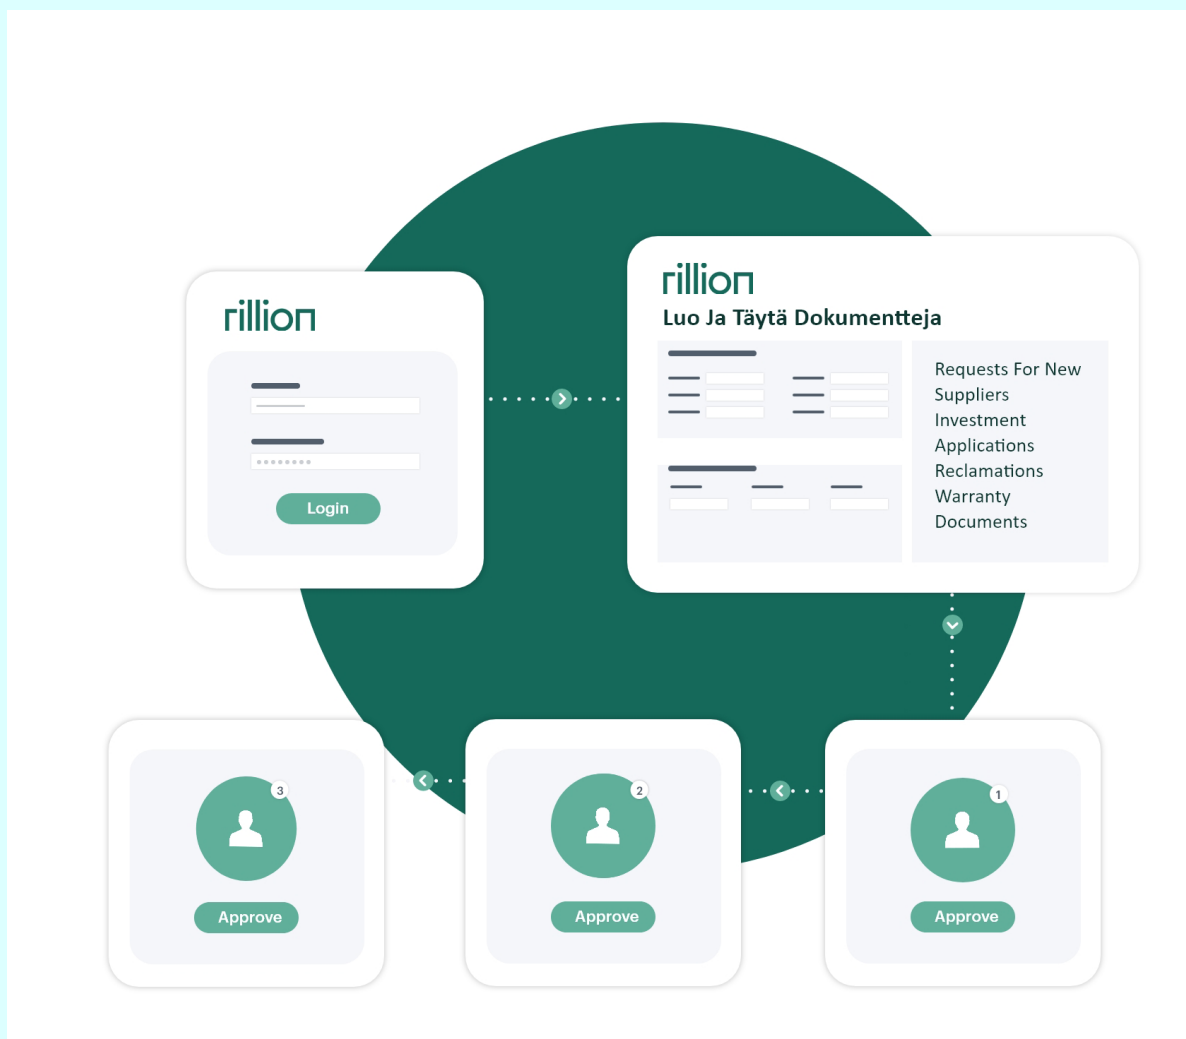 rillion
Login
rillion
Luo Ja Täytä Dokumentteja
Requests For New
Suppliers
Investment
Applications
Reclamations
Warranty
Documents
3
Approve
2
Approve
1
Approve